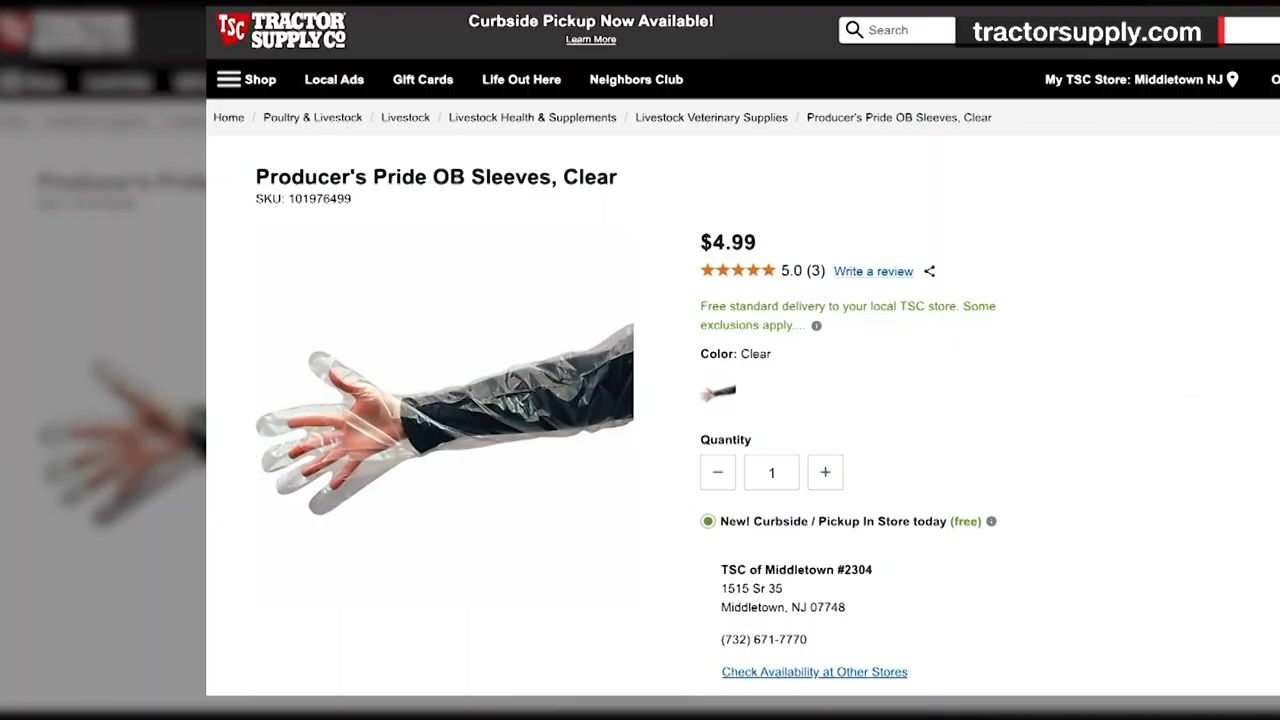 TSC TRACTOR SUPPLY CO
Curbside Pickup Now Available!
Learn More
Search
tractorsupply.com
Shop Local Ads Gift Cards Life Out Here Neighbors Club My TSC Store: Middletown NJ
Home / Poultry & Livestock / Livestock / Livestock Health & Supplements / Livestock Veterinary Supplies / Producer's Pride OB Sleeves, Clear
Producer's Pride OB Sleeves, Clear
SKU: 101976499
$4.99
5.0 (3) Write a review
Free standard delivery to your local TSC store. Some
exclusions apply....
Color: Clear
Quantity
− 1 +
New! Curbside / Pickup In Store today (free)
TSC of Middletown #2304
1515 Sr 35
Middletown, NJ 07748
(732) 671-7770
Check Availability at Other Stores